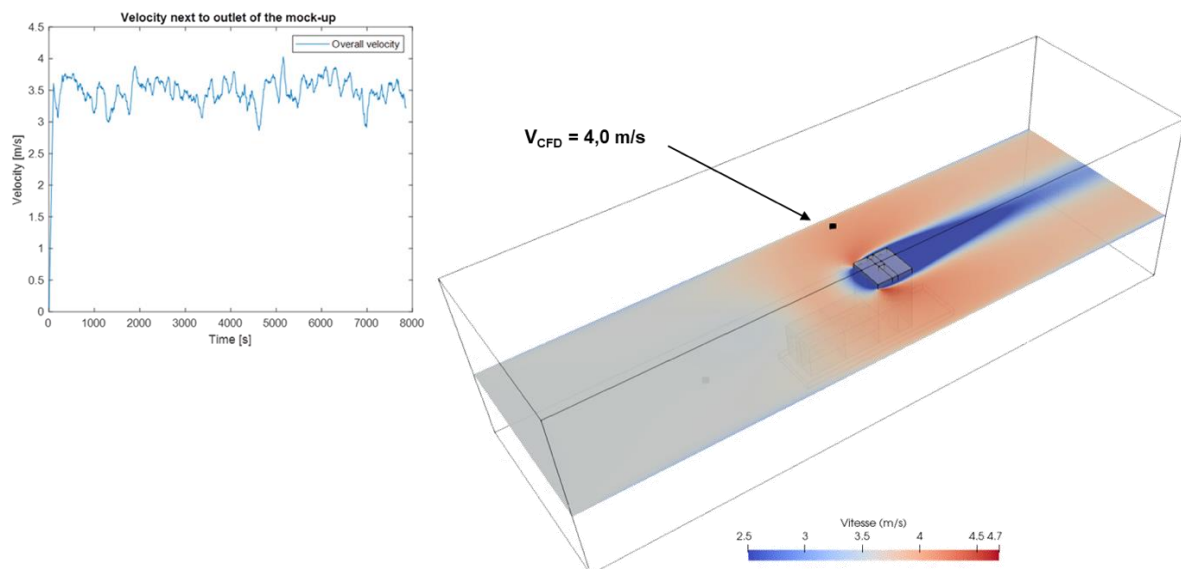 Velocity next to outlet of the mock-up
Overall velocity
4.5
4
3.5
3
2.5
2
1.5
1
0.5
0
Velocity [m/s]
0 1000 2000 3000 4000 5000 6000 7000 8000
Time [s]
V_CFD = 4,0 m/s
Vitesse (m/s)
2.5 3 3.5 4 4.5 4.7